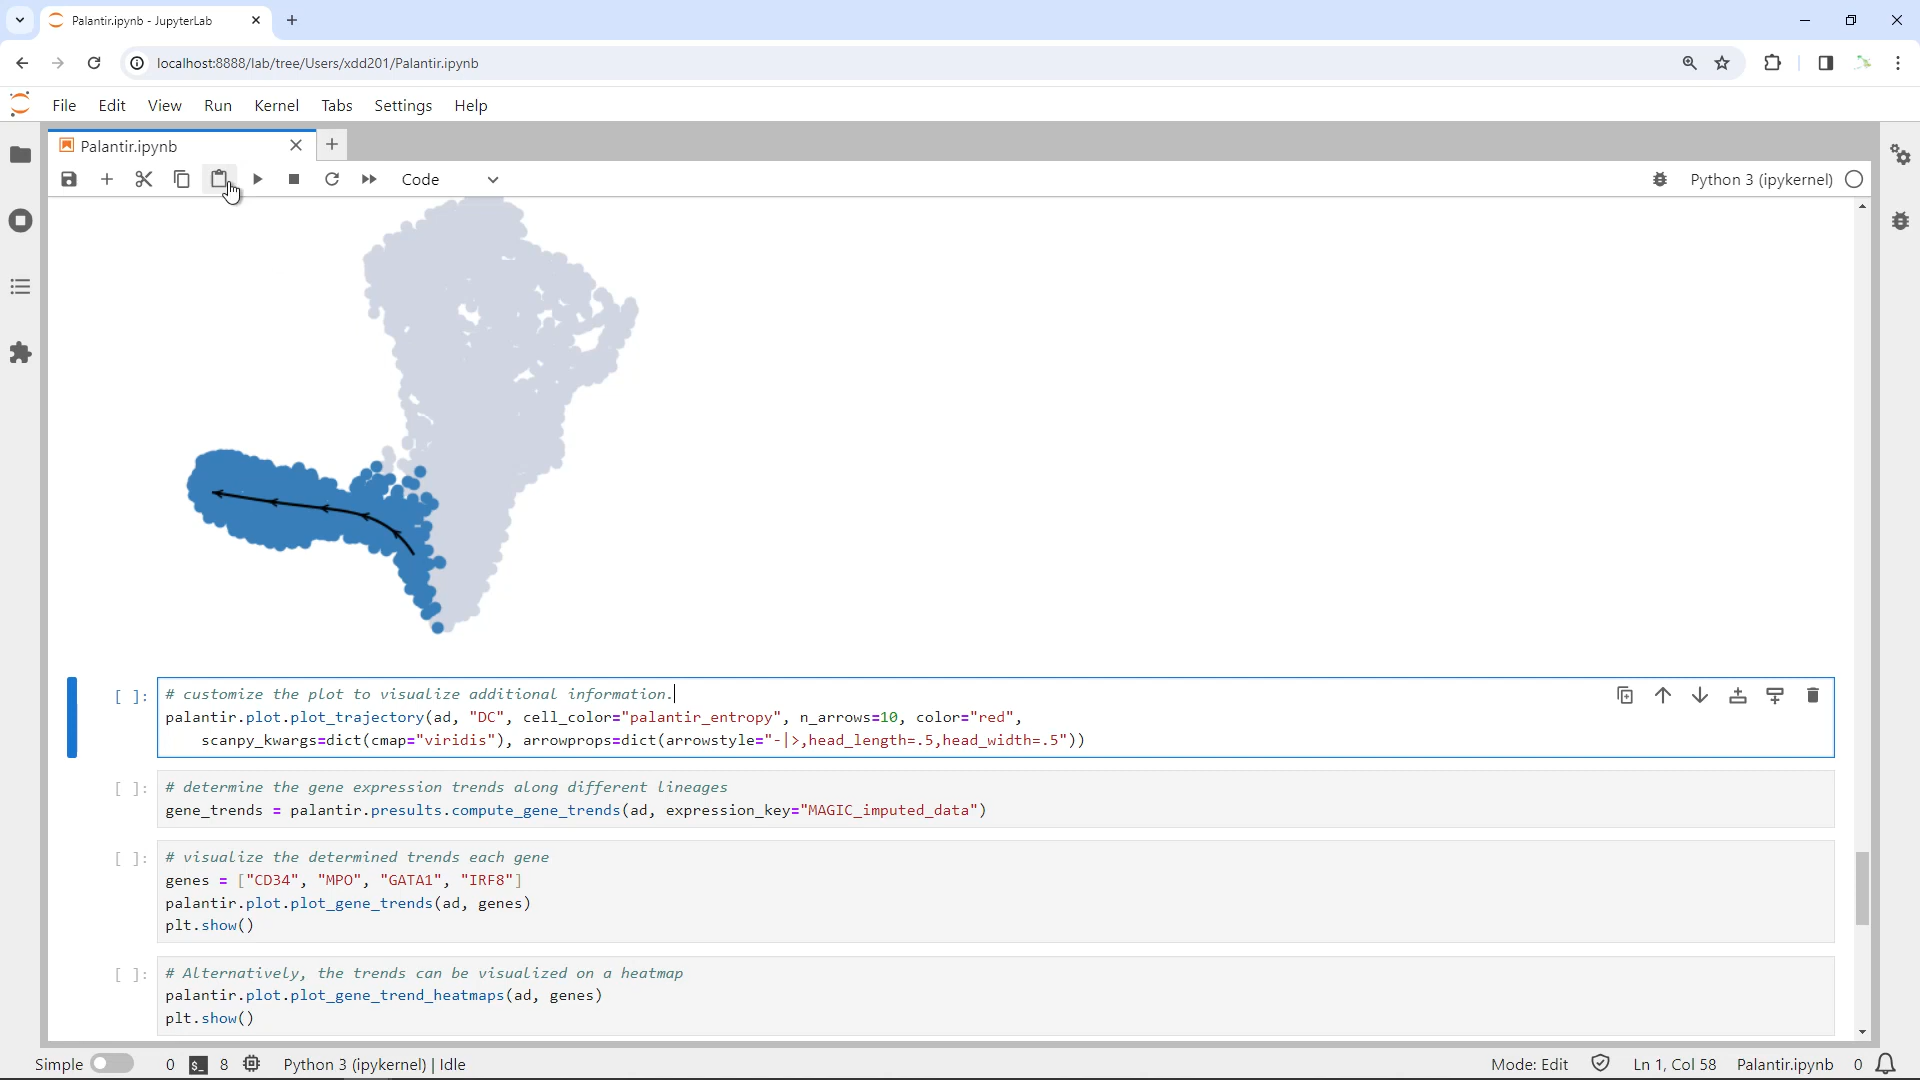 Palantir.ipynb - JupyterLab
localhost:8888/lab/tree/Users/xdd201/Palantir.ipynb
File Edit View Run Kernel Tabs Settings Help
Palantir.ipynb
Code
Python 3 (ipykernel)
[ ]: # customize the plot to visualize additional information.
palantir.plot.plot_trajectory(ad, "DC", cell_color="palantir_entropy", n_arrows=10, color="red",
scanpy_kwargs=dict(cmap="viridis"), arrowprops=dict(arrowstyle="-|>,head_length=.5,head_width=.5"))
[ ]: # determine the gene expression trends along different lineages
gene_trends = palantir.presults.compute_gene_trends(ad, expression_key="MAGIC_imputed_data")
[ ]: # visualize the determined trends each gene
genes = ["CD34", "MPO", "GATA1", "IRF8"]
palantir.plot.plot_gene_trends(ad, genes)
plt.show()
[ ]: # Alternatively, the trends can be visualized on a heatmap
palantir.plot.plot_gene_trend_heatmaps(ad, genes)
plt.show()
Simple 0 $_ 8 Python 3 (ipykernel) | Idle Mode: Edit Ln 1, Col 58 Palantir.ipynb 0